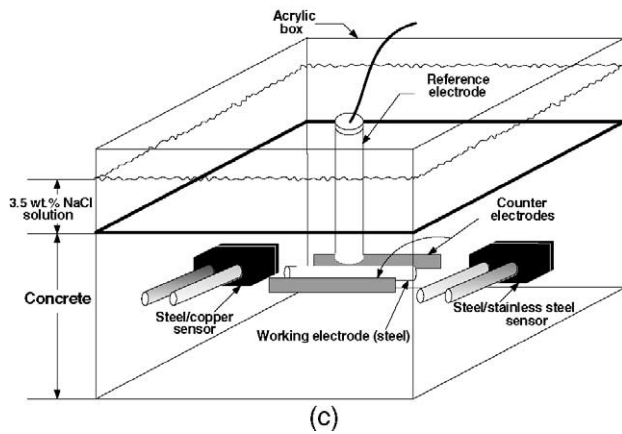 Acrylic
box
Reference
electrode
3.5 wt.% NaCl
solution
Counter
electrodes
Concrete
Steel/copper
sensor
Working electrode (steel)
Steel/stainless steel
sensor
(c)